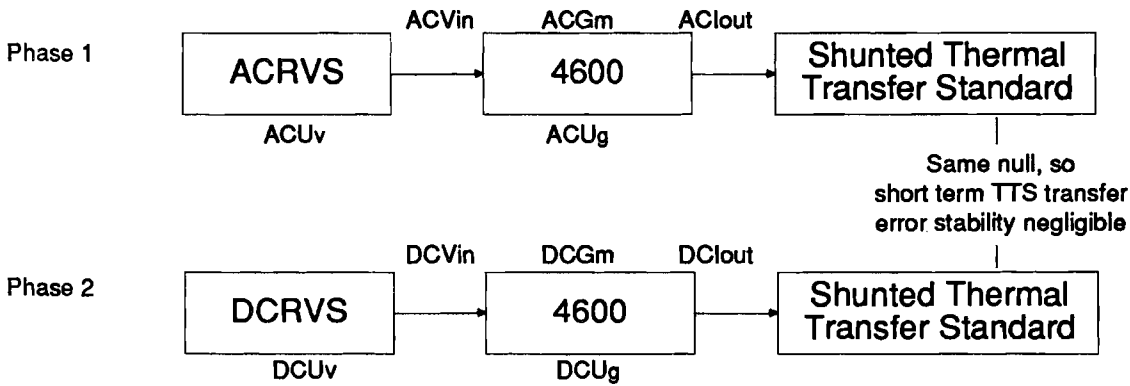 ACVin ACGm ACIout
Phase 1
ACRVS 4600 Shunted Thermal
Transfer Standard
ACUv ACUg
Same null, so
short term TTS transfer
error stability negligible
DCVin DCGm DCIout
Phase 2
DCRVS 4600 Shunted Thermal
Transfer Standard
DCUv DCUg